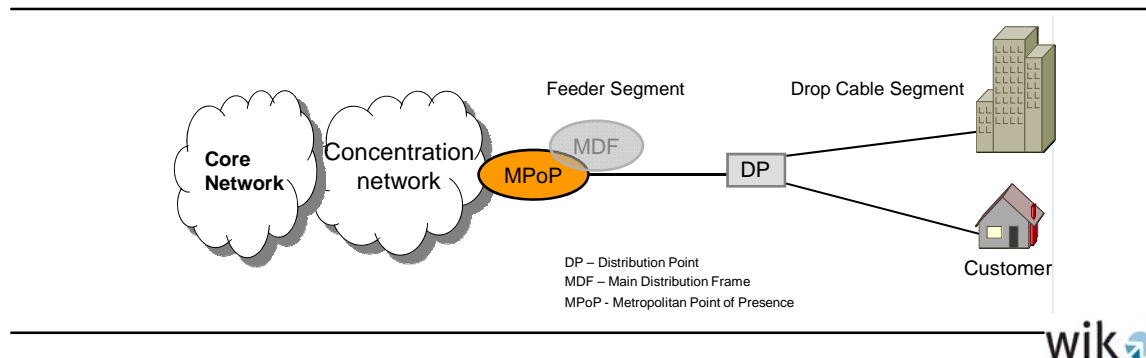 Feeder Segment
Drop Cable Segment
Core
Network
Concentration
network
MDF
MPoP
DP
Customer
DP – Distribution Point
MDF – Main Distribution Frame
MPoP - Metropolitan Point of Presence
wik